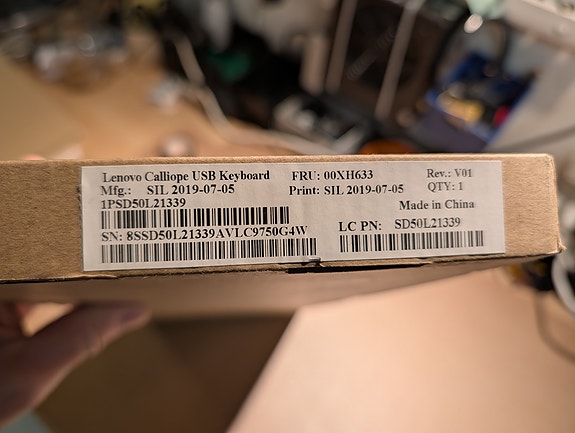 Lenovo Calliope USB Keyboard FRU: 00XH633 Rev.: V01
Mfg.: SIL 2019-07-05 Print: SIL 2019-07-05 QTY: 1
1PSD50L21339 Made in China
SN: 8SSD50L21339AVLC9750G4W LC PN: SD50L21339